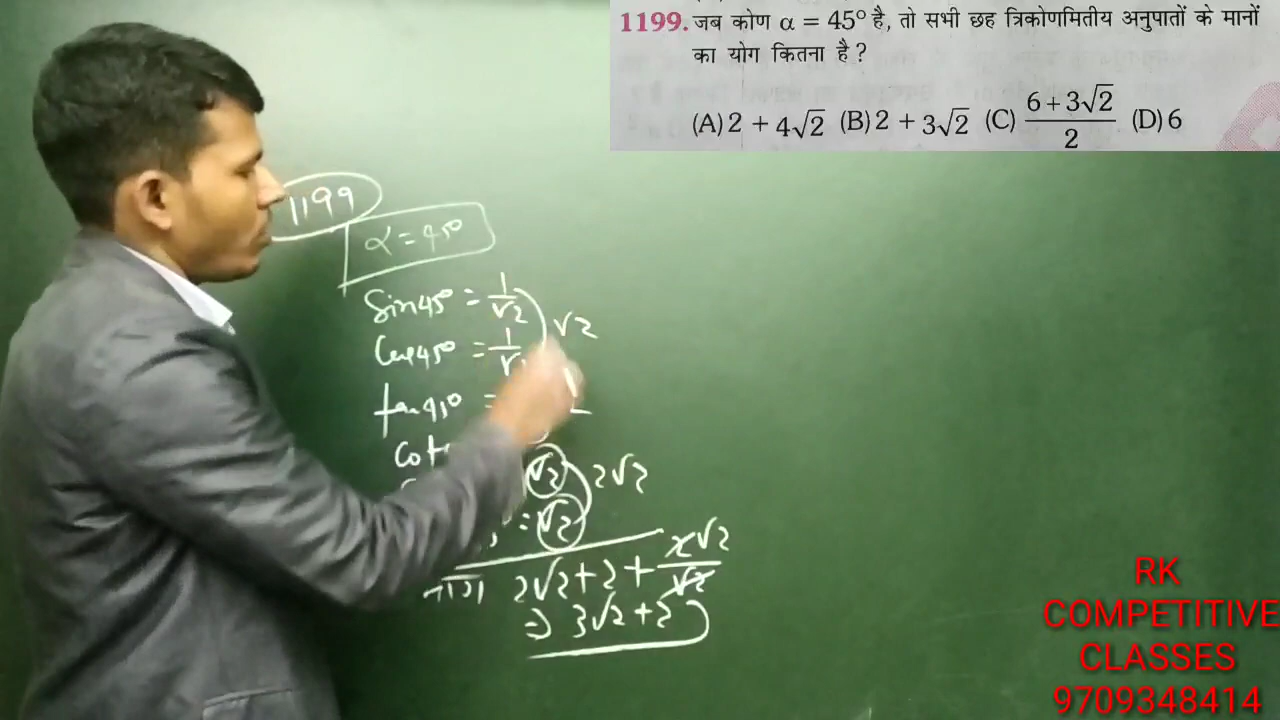 1199. जब कोण α = 45° है, तो सभी छह त्रिकोणमितीय अनुपातों के मानों
का योग कितना है ?
(A) 2 + 4√2 (B) 2 + 3√2 (C) (6 + 3√2)/2 (D) 6
1199
α = 45°
Sin45° = 1/√2
√2
Cos45° = 1/√
tan45° =
Cot
√2
2√2
= √2
योग 2√2 + 2 + 2√2/√2
⇒ 3√2 + 2
RK
COMPETITIVE
CLASSES
9709348414